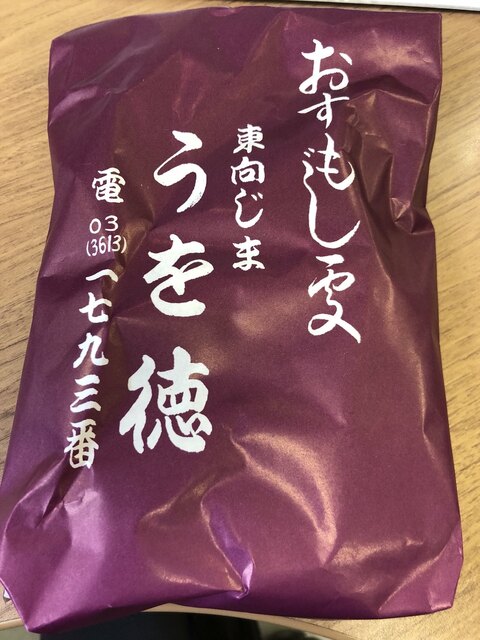 おすもじ処
東向じま
うを徳
電
03
(3613)
一七九三番